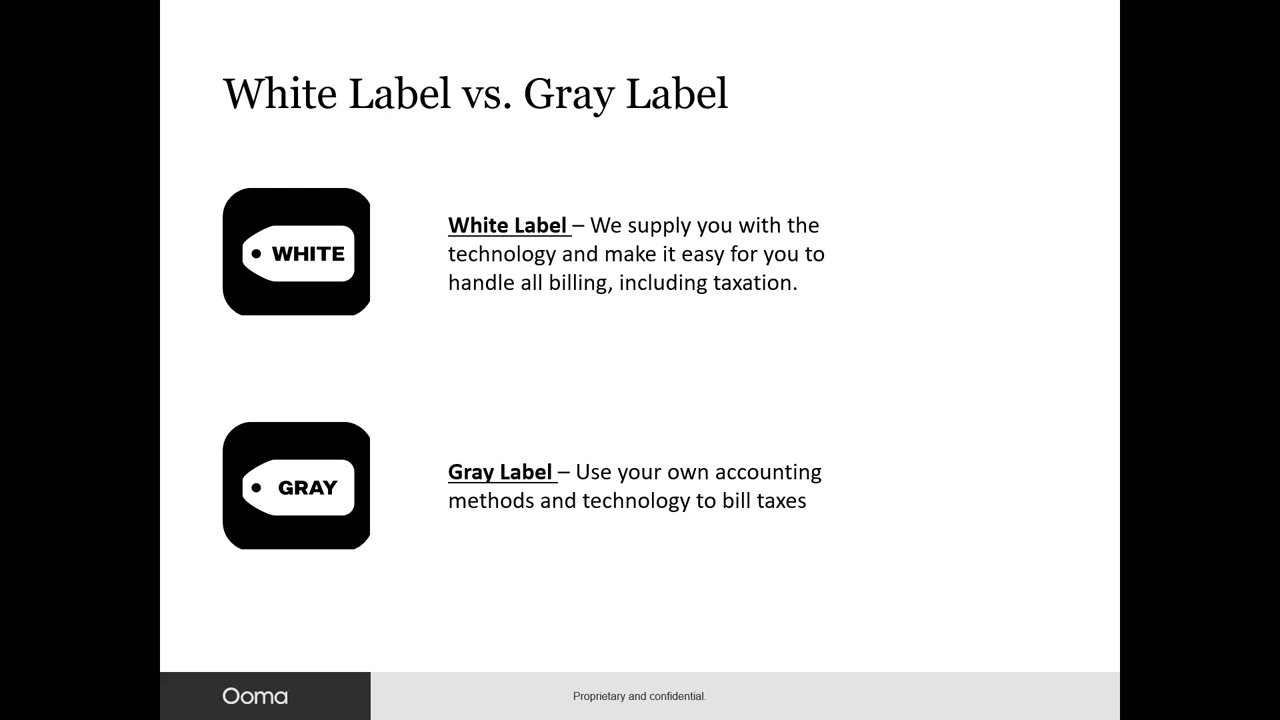 White Label vs. Gray Label
WHITE
White Label – We supply you with the
technology and make it easy for you to
handle all billing, including taxation.
GRAY
Gray Label – Use your own accounting
methods and technology to bill taxes
Ooma
Proprietary and confidential.